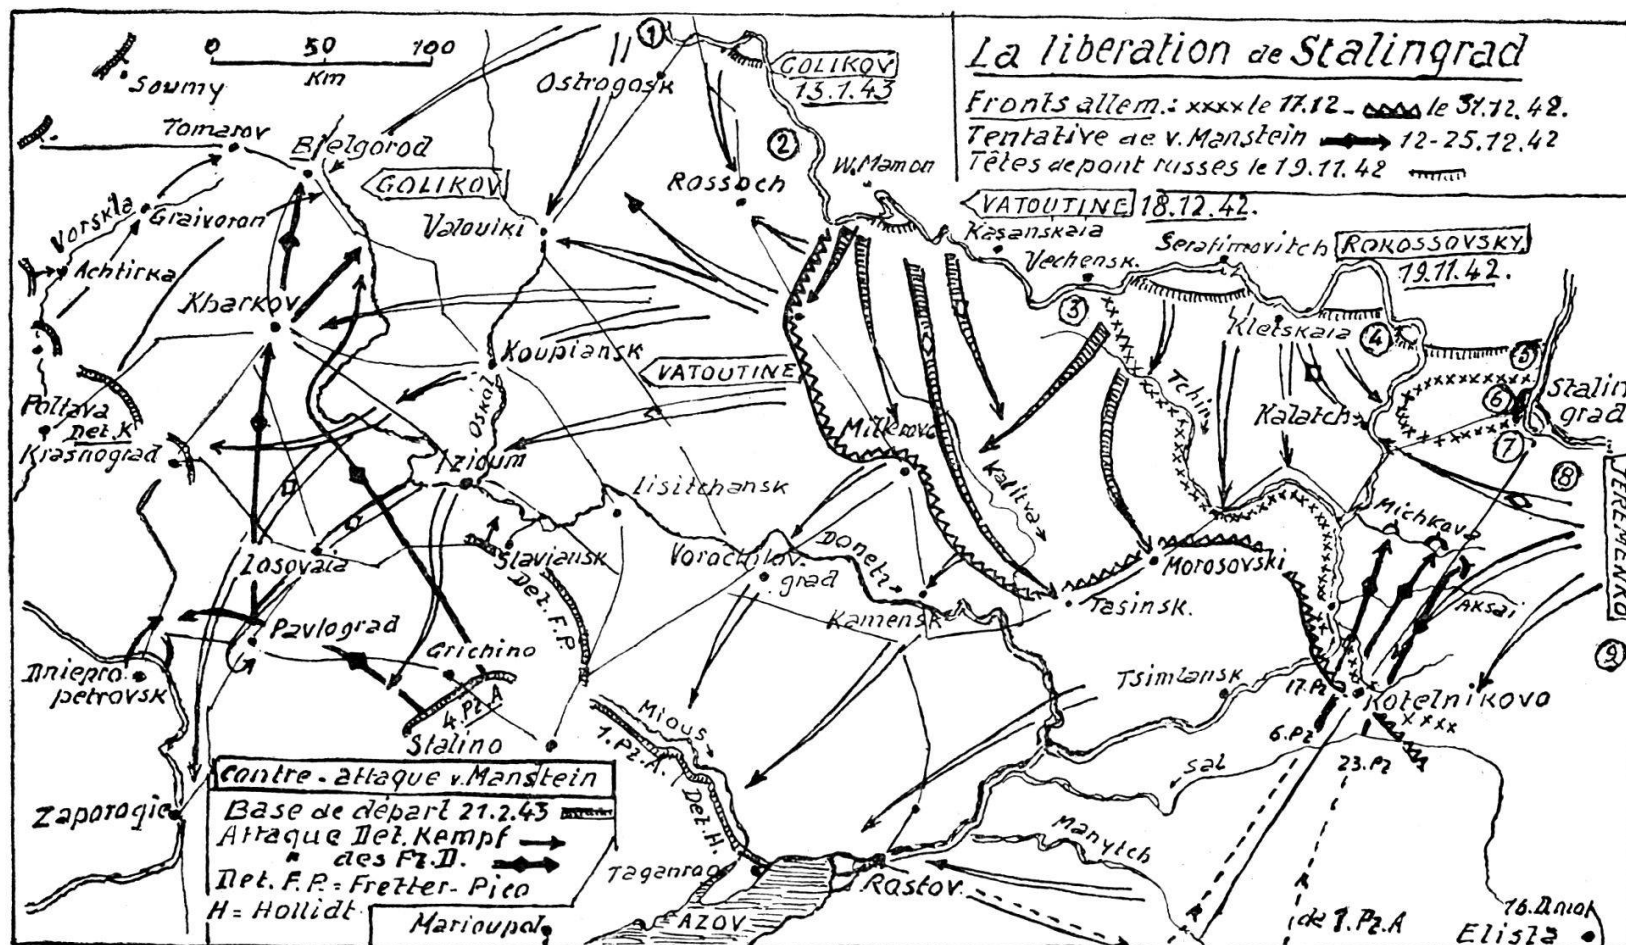 La liberation de Stalingrad
Fronts allem.: xxxx le 17.12 - le 31.12.42.
Tentative de v. Manstein 12-25.12.42
Têtes de pont russes le 19.11.42
0 50 100
Km
Soumy
Tomarov
Bielgorod
Vorskla
Graivoron
Achtirka
Kharkov
Poltava
Det. K
Krasnograd
GOLIKOV
Valouiki
Ostrogosk
1
GOLIKOV
13.1.43
2
Rossoch
W. Mamon
VATOUTINE 18.12.42.
Kasanskaia
Vechensk.
Serafimovitch
ROKOSSOVSKY
19.11.42.
3
Kletskaia
4
5
6
7
8
9
Stalingrad
Kalatch
Tchir
JEREMENKO
Koupiansk
Oskol
VATOUTINE
Millerovo
Kalitva
Izioum
Lisitchansk
Slaviansk
Det. F.P.
Losovaia
Vorochilov.
grad
Donetz
Kamensk
Tasinsk.
Morosovski
Michkova
Aksai
Pavlograd
Grichino
Dniepro
petrovsk
4. Pz. A
Stalino
Mious
1. Pz. A.
Det. H.
Tsimlansk
17. Pz
Kotelnikovo
6. Pz
23. Pz
Sal
Manytch
Zaporogie
Taganrog
Rostov
AZOV
Marioupol
de 1. Pz. A
Elista
contre-attaque v. Manstein
Base de départ 21.2.43
Attaque Det. Kempf
" des Pz. D.
Det. F.P. = Fretter-Pico
H = Hollidt